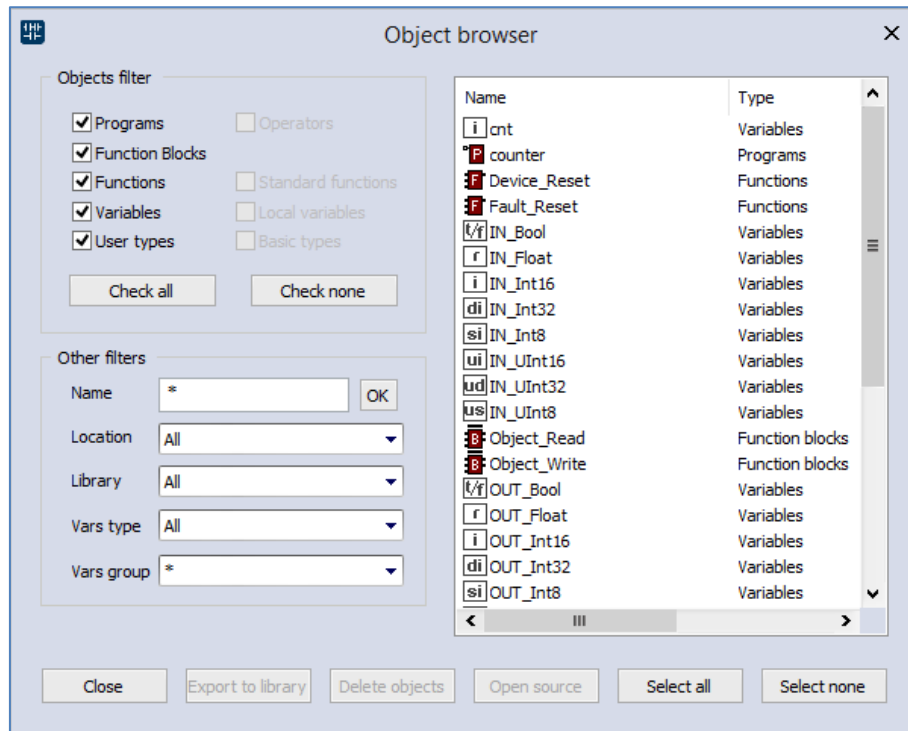 Object browser
Objects filter
Programs Operators
Function Blocks
Functions Standard functions
Variables Local variables
User types Basic types
Check all Check none
Other filters
Name * OK
Location All
Library All
Vars type All
Vars group *
Name Type
i cnt Variables
P counter Programs
F Device_Reset Functions
F Fault_Reset Functions
t/f IN_Bool Variables
r IN_Float Variables
i IN_Int16 Variables
di IN_Int32 Variables
si IN_Int8 Variables
ui IN_UInt16 Variables
ud IN_UInt32 Variables
us IN_UInt8 Variables
B Object_Read Function blocks
B Object_Write Function blocks
t/f OUT_Bool Variables
r OUT_Float Variables
i OUT_Int16 Variables
di OUT_Int32 Variables
si OUT_Int8 Variables
Close Export to library Delete objects Open source Select all Select none